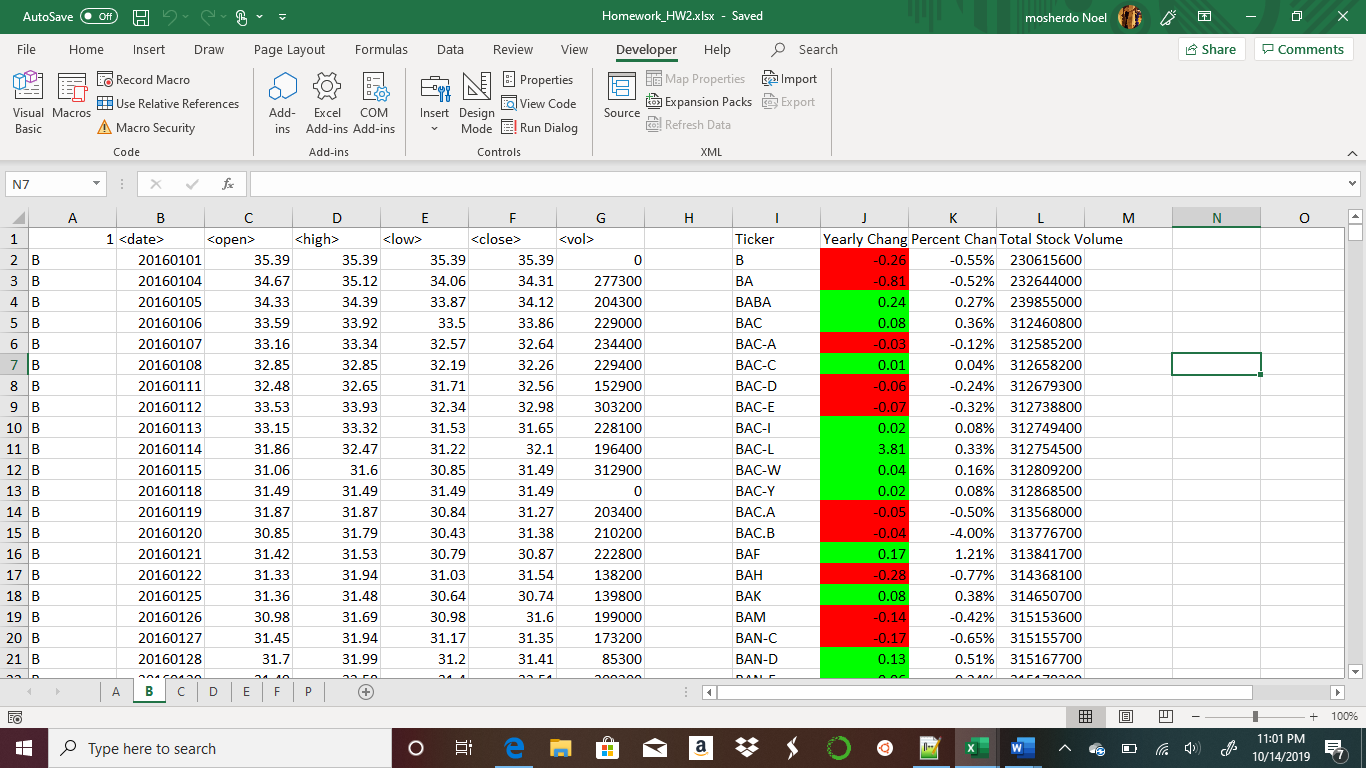 AutoSave Off Homework_HW2.xlsx - Saved mosherdo Noel
File Home Insert Draw Page Layout Formulas Data Review View Developer Help Search Share Comments
Visual Basic Macros Record Macro Use Relative References Macro Security
Add-ins Excel Add-ins COM Add-ins
Insert Design Mode Properties View Code Run Dialog
Source Map Properties Expansion Packs Refresh Data Import Export
Code Add-ins Controls XML
N7 fx
A B C D E F G H I J K L M N O
1 1 <date> <open> <high> <low> <close> <vol> Ticker Yearly Chang Percent Chan Total Stock Volume
2 B 20160101 35.39 35.39 35.39 35.39 0 B -0.26 -0.55% 230615600
3 B 20160104 34.67 35.12 34.06 34.31 277300 BA -0.81 -0.52% 232644000
4 B 20160105 34.33 34.39 33.87 34.12 204300 BABA 0.24 0.27% 239855000
5 B 20160106 33.59 33.92 33.5 33.86 229000 BAC 0.08 0.36% 312460800
6 B 20160107 33.16 33.34 32.57 32.64 234400 BAC-A -0.03 -0.12% 312585200
7 B 20160108 32.85 32.85 32.19 32.26 229400 BAC-C 0.01 0.04% 312658200
8 B 20160111 32.48 32.65 31.71 32.56 152900 BAC-D -0.06 -0.24% 312679300
9 B 20160112 33.53 33.93 32.34 32.98 303200 BAC-E -0.07 -0.32% 312738800
10 B 20160113 33.15 33.32 31.53 31.65 228100 BAC-I 0.02 0.08% 312749400
11 B 20160114 31.86 32.47 31.22 32.1 196400 BAC-L 3.81 0.33% 312754500
12 B 20160115 31.06 31.6 30.85 31.49 312900 BAC-W 0.04 0.16% 312809200
13 B 20160118 31.49 31.49 31.49 31.49 0 BAC-Y 0.02 0.08% 312868500
14 B 20160119 31.87 31.87 30.84 31.27 203400 BAC.A -0.05 -0.50% 313568000
15 B 20160120 30.85 31.79 30.43 31.38 210200 BAC.B -0.04 -4.00% 313776700
16 B 20160121 31.42 31.53 30.79 30.87 222800 BAF 0.17 1.21% 313841700
17 B 20160122 31.33 31.94 31.03 31.54 138200 BAH -0.28 -0.77% 314368100
18 B 20160125 31.36 31.48 30.64 30.74 139800 BAK 0.08 0.38% 314650700
19 B 20160126 30.98 31.69 30.98 31.6 199000 BAM -0.14 -0.42% 315153600
20 B 20160127 31.45 31.94 31.17 31.35 173200 BAN-C -0.17 -0.65% 315155700
21 B 20160128 31.7 31.99 31.2 31.41 85300 BAN-D 0.13 0.51% 315167700
A B C D E F P
100%
Type here to search 11:01 PM
10/14/2019 7